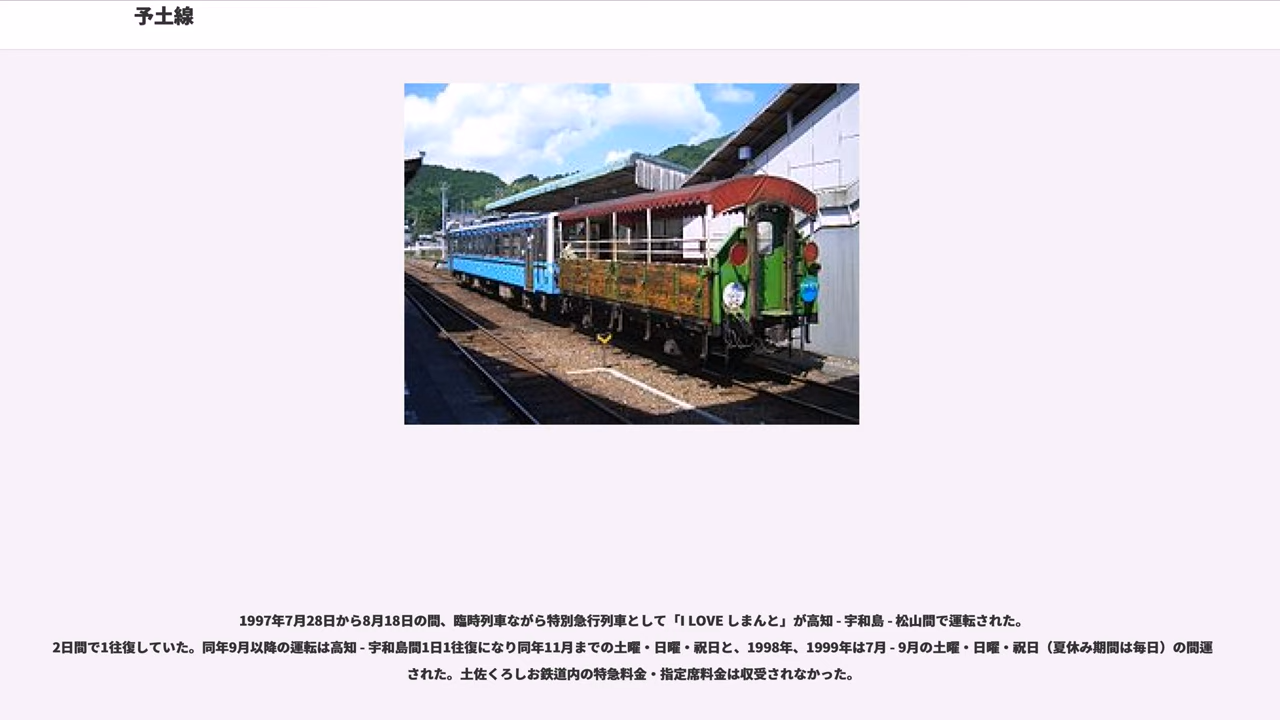 予土線
1997年7月28日から8月18日の間、臨時列車ながら特別急行列車として「I LOVE しまんと」が高知 - 宇和島 - 松山間で運転された。
2日間で1往復していた。同年9月以降の運転は高知 - 宇和島間1日1往復になり同年11月までの土曜・日曜・祝日と、1998年、1999年は7月 - 9月の土曜・日曜・祝日（夏休み期間は毎日）の間運
された。土佐くろしお鉄道内の特急料金・指定席料金は収受されなかった。